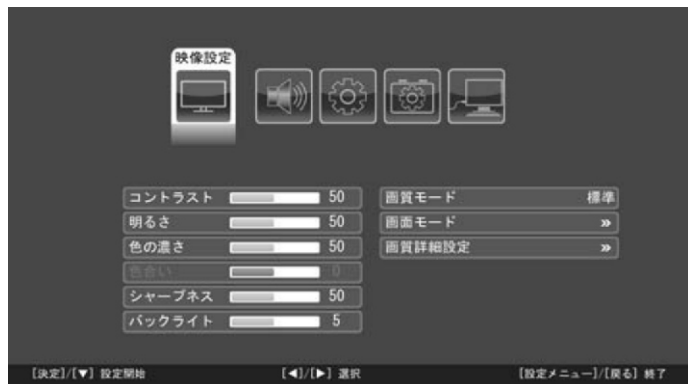 映像設定
コントラスト 50 画質モード 標準
明るさ 50 画面モード »
色の濃さ 50 画質詳細設定 »
色合い 0
シャープネス 50
バックライト 5
[決定]/[▼] 設定開始 [◀]/[▶] 選択 [設定メニュー]/[戻る] 終了